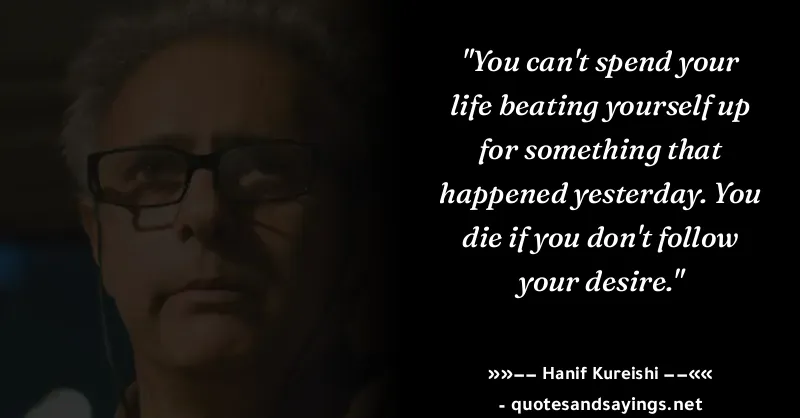 "You can't spend your
life beating yourself up
for something that
happened yesterday. You
die if you don't follow
your desire."
»»−− Hanif Kureishi −−««
- quotesandsayings.net